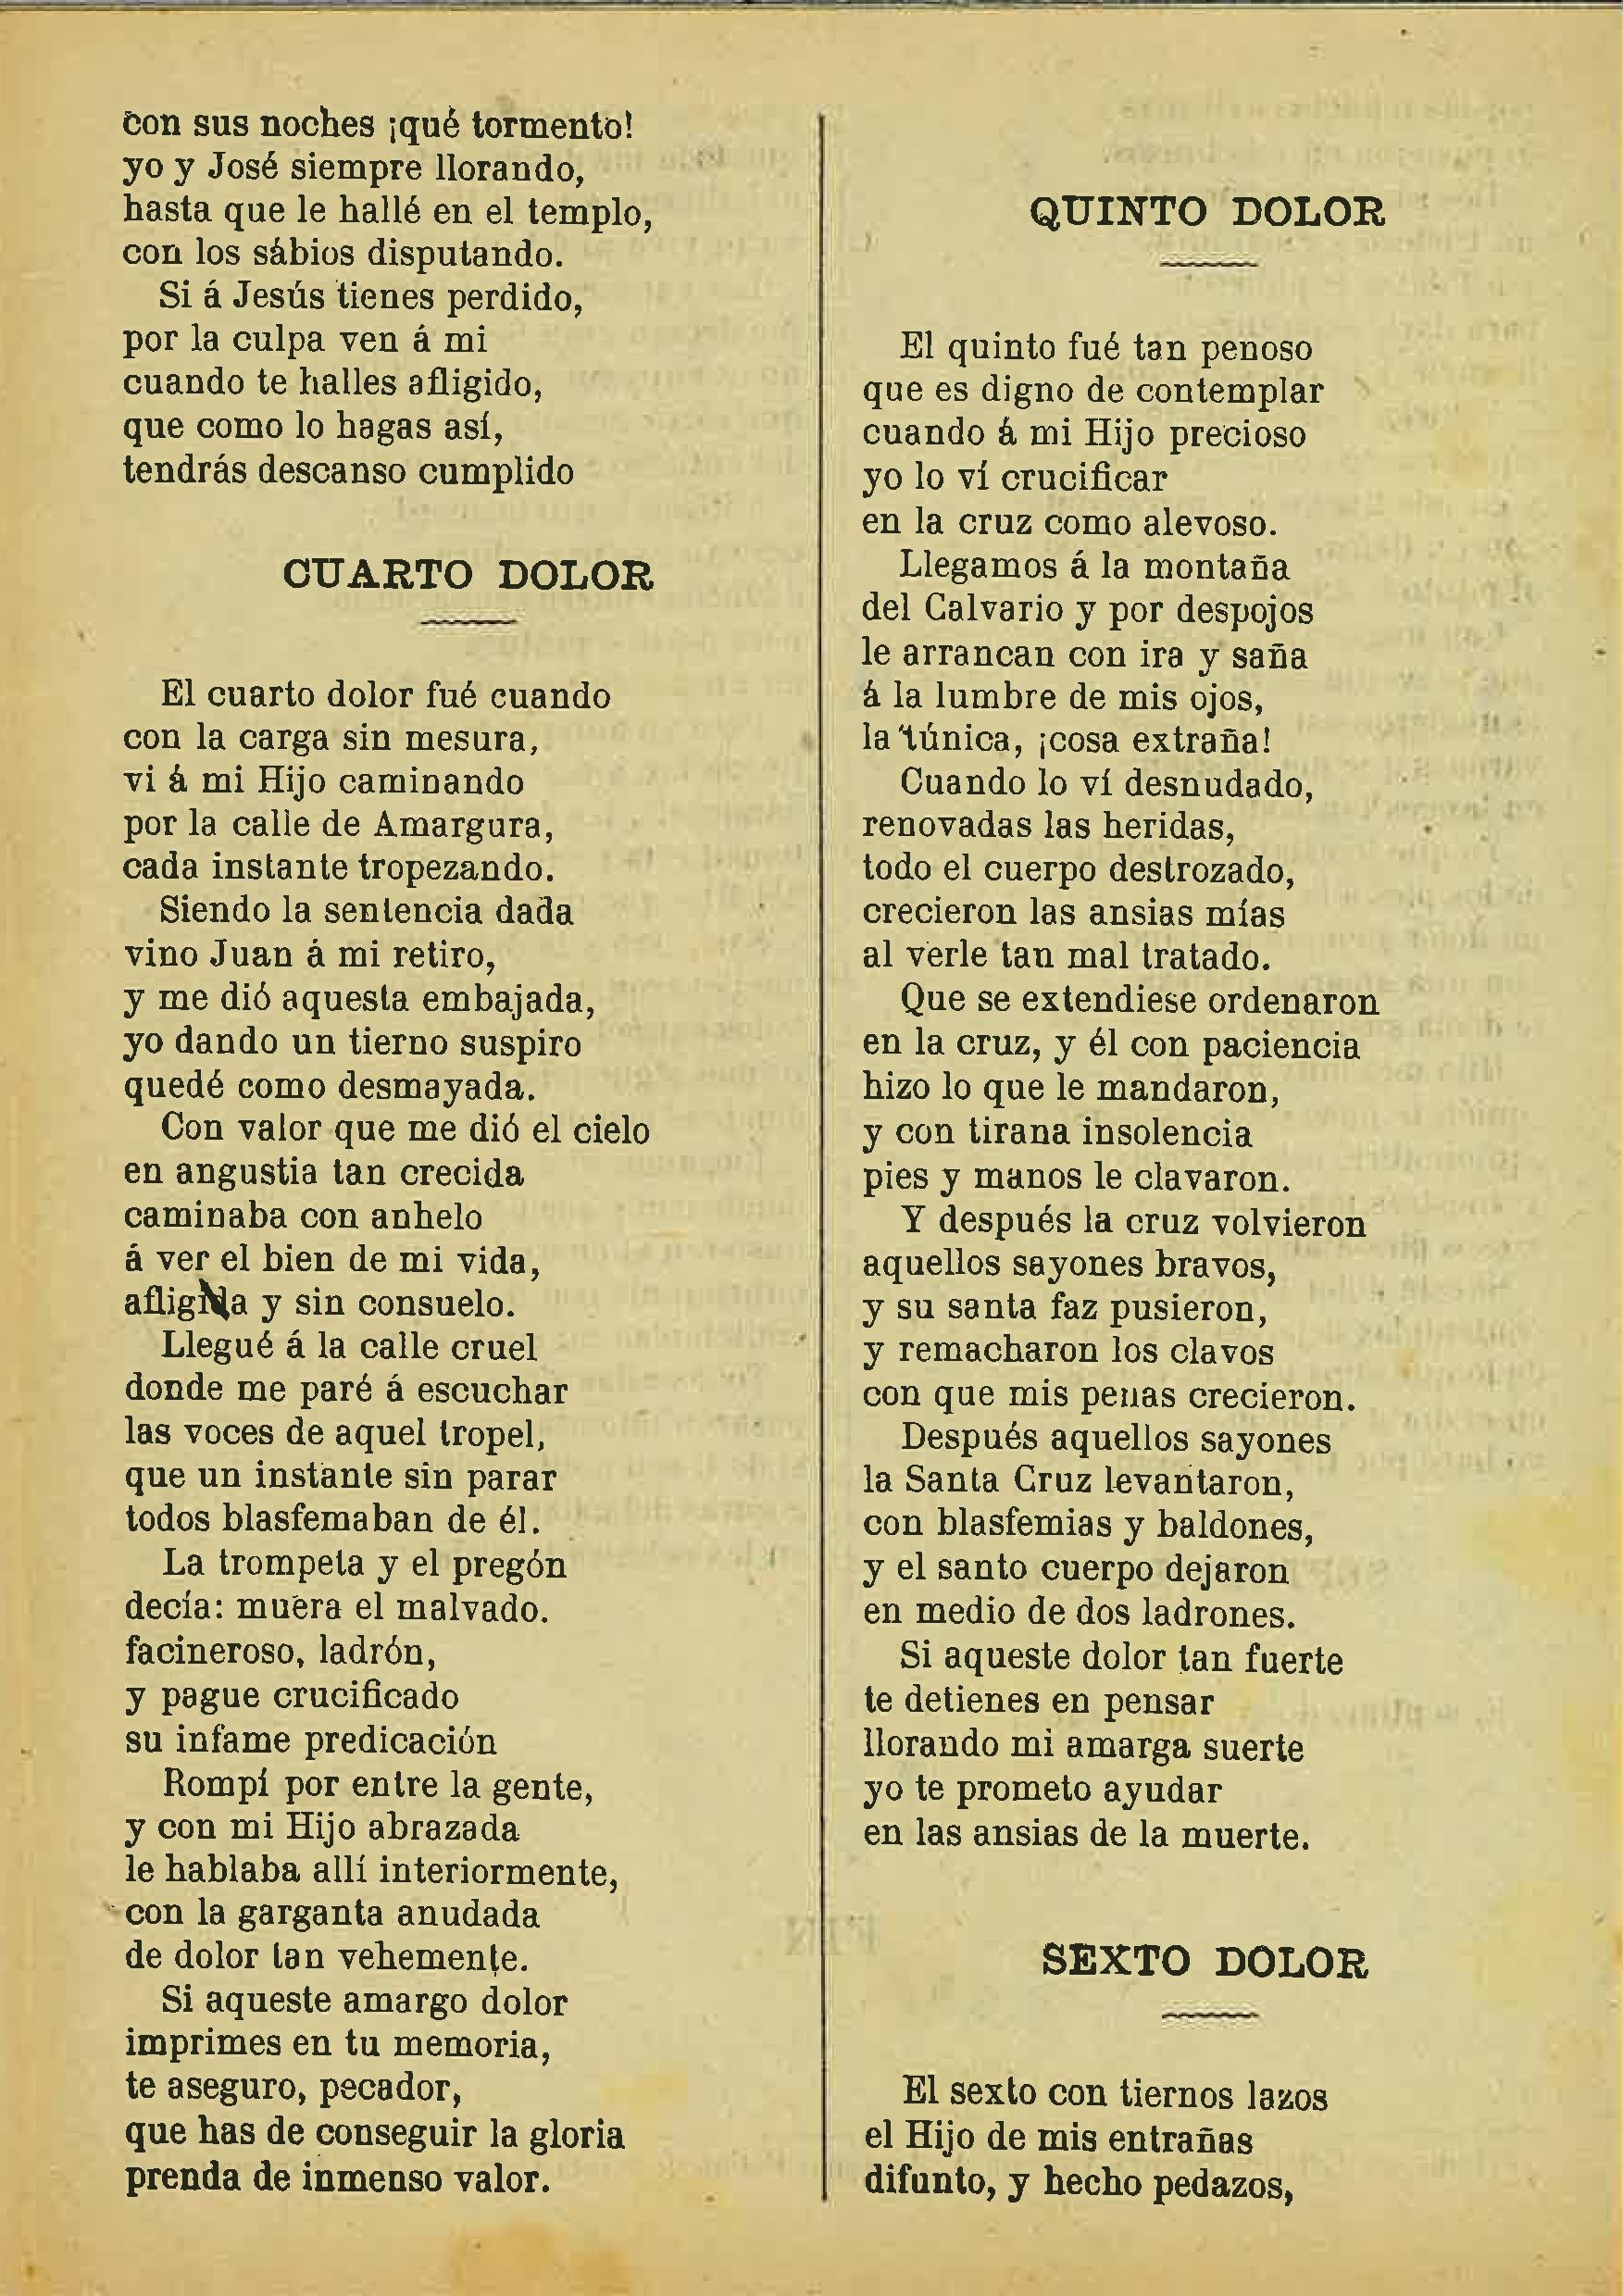 con sus noches ¡qué tormento!
yo y José siempre llorando,
hasta que le hallé en el templo,
con los sábios disputando.
Si á Jesús tienes perdido,
por la culpa ven á mi
cuando te halles afligido,
que como lo hagas así,
tendrás descanso cumplido
CUARTO DOLOR
El cuarto dolor fué cuando
con la carga sin mesura,
vi á mi Hijo caminando
por la calle de Amargura,
cada instante tropezando.
Siendo la sentencia dada
vino Juan á mi retiro,
y me dió aquesta embajada,
yo dando un tierno suspiro
quedé como desmayada.
Con valor que me dió el cielo
en angustia tan crecida
caminaba con anhelo
á ver el bien de mi vida,
afligida y sin consuelo.
Llegué á la calle cruel
donde me paré á escuchar
las voces de aquel tropel,
que un instante sin parar
todos blasfemaban de él.
La trompeta y el pregón
decía: muera el malvado.
facineroso, ladrón,
y pague crucificado
su infame predicación
Rompí por entre la gente,
y con mi Hijo abrazada
le hablaba allí interiormente,
con la garganta anudada
de dolor tan vehemente.
Si aqueste amargo dolor
imprimes en tu memoria,
te aseguro, pecador,
que has de conseguir la gloria
prenda de inmenso valor.
QUINTO DOLOR
El quinto fué tan penoso
que es digno de contemplar
cuando á mi Hijo precioso
yo lo ví crucificar
en la cruz como alevoso.
Llegamos á la montaña
del Calvario y por despojos
le arrancan con ira y saña
á la lumbre de mis ojos,
la túnica, ¡cosa extraña!
Cuando lo ví desnudado,
renovadas las heridas,
todo el cuerpo destrozado,
crecieron las ansias mías
al verle tan mal tratado.
Que se extendiese ordenaron
en la cruz, y él con paciencia
hizo lo que le mandaron,
y con tirana insolencia
pies y manos le clavaron.
Y después la cruz volvieron
aquellos sayones bravos,
y su santa faz pusieron,
y remacharon los clavos
con que mis penas crecieron.
Después aquellos sayones
la Santa Cruz levantaron,
con blasfemias y baldones,
y el santo cuerpo dejaron
en medio de dos ladrones.
Si aqueste dolor tan fuerte
te detienes en pensar
llorando mi amarga suerte
yo te prometo ayudar
en las ansias de la muerte.
SEXTO DOLOR
El sexto con tiernos lazos
el Hijo de mis entrañas
difunto, y hecho pedazos,